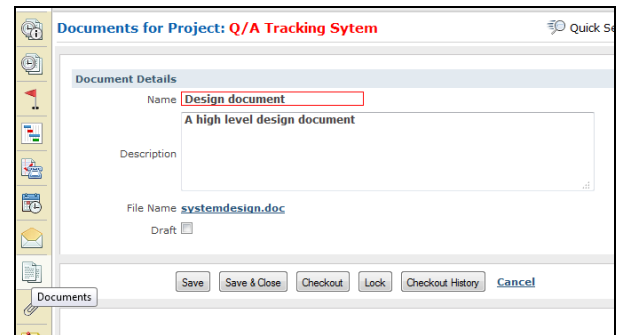 Documents for Project: Q/A Tracking Sytem
Quick Se
Document Details
Name Design document
Description A high level design document
File Name systemdesign.doc
Draft
Save Save & Close Checkout Lock Checkout History Cancel
Documents